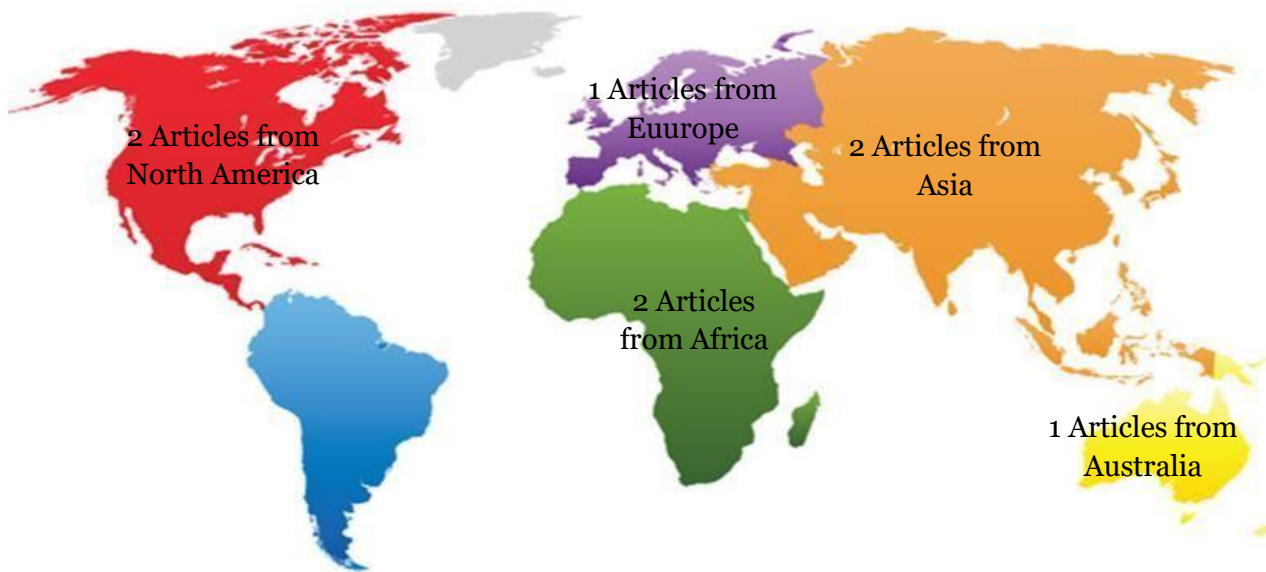 1 Articles from
Euurope
2 Articles from
North America
2 Articles from
Asia
2 Articles
from Africa
1 Articles from
Australia